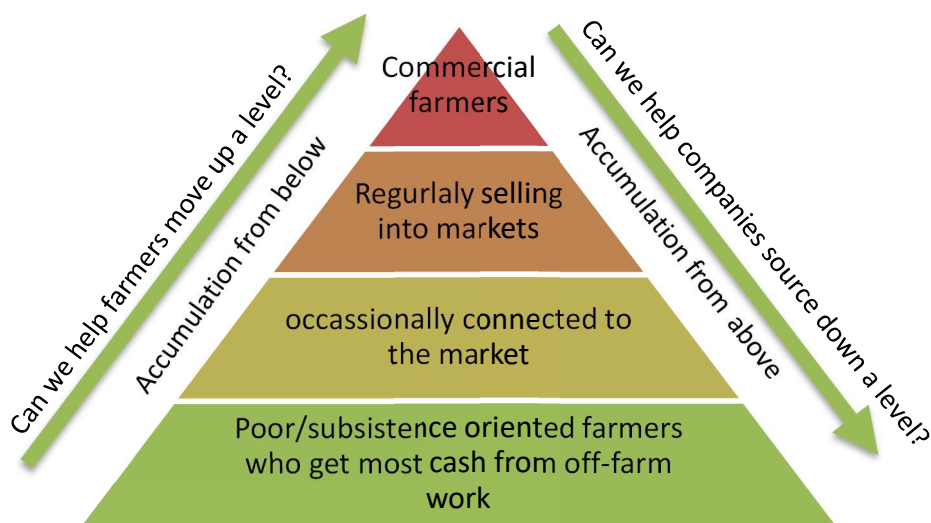 Can we help farmers move up a level?
Accumulation from below
Commercial
farmers
Regurlaly selling
into markets
occassionally connected to
the market
Poor/subsistence oriented farmers
who get most cash from off-farm
work
Accumulation from above
Can we help companies source down a level?